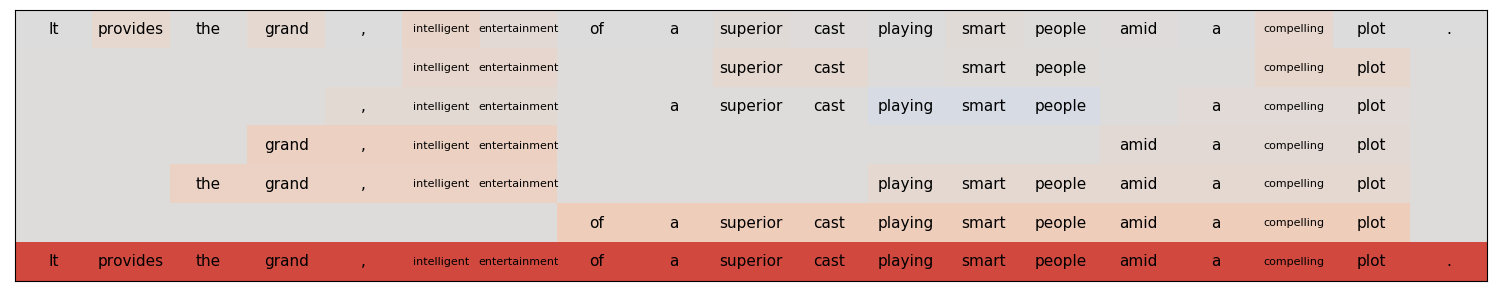 It provides the grand , intelligent entertainment of a superior cast playing smart people amid a compelling plot .
intelligent entertainment superior cast smart people compelling plot
, intelligent entertainment a superior cast playing smart people a compelling plot
grand , intelligent entertainment amid a compelling plot
the grand , intelligent entertainment playing smart people amid a compelling plot
of a superior cast playing smart people amid a compelling plot
It provides the grand , intelligent entertainment of a superior cast playing smart people amid a compelling plot .